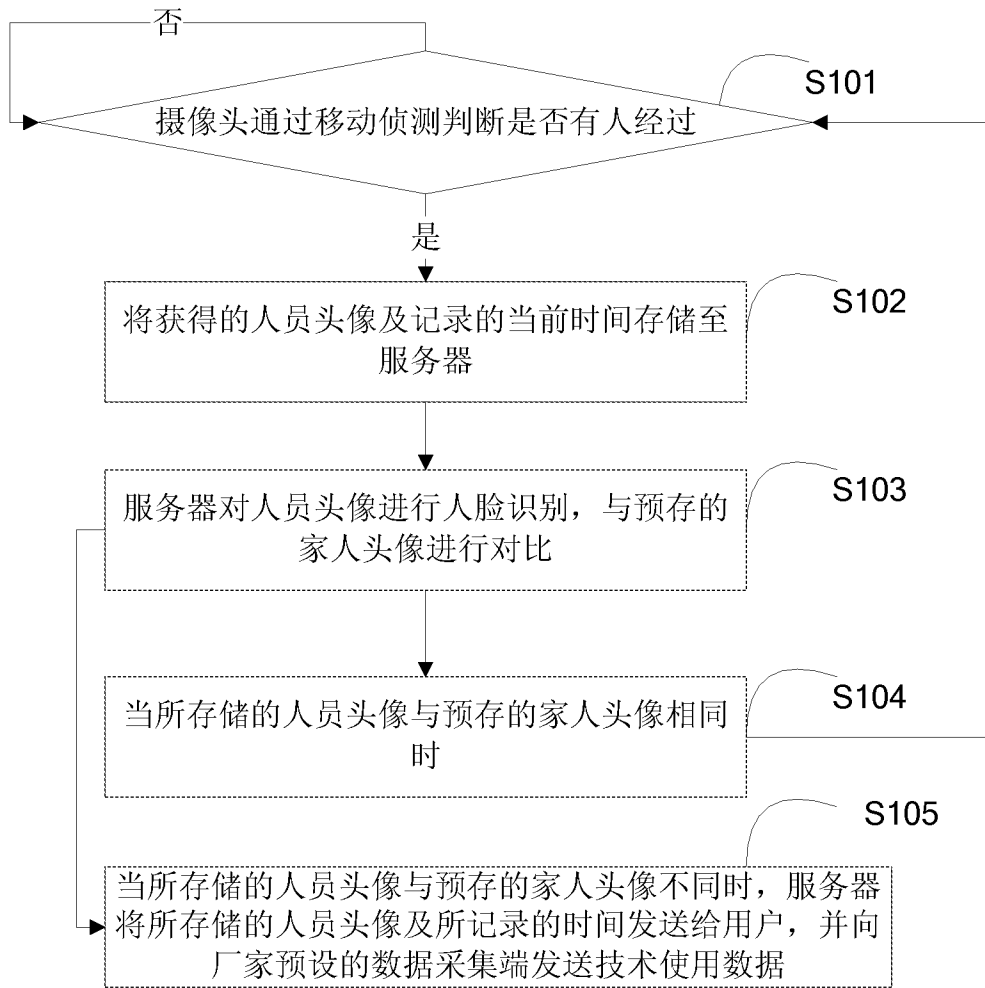 否
S101
摄像头通过移动侦测判断是否有人经过
是
S102
将获得的人员头像及记录的当前时间存储至
服务器
S103
服务器对人员头像进行人脸识别，与预存的
家人头像进行对比
S104
当所存储的人员头像与预存的家人头像相同
时
S105
当所存储的人员头像与预存的家人头像不同时，服务器
将所存储的人员头像及所记录的时间发送给用户，并向
厂家预设的数据采集端发送技术使用数据